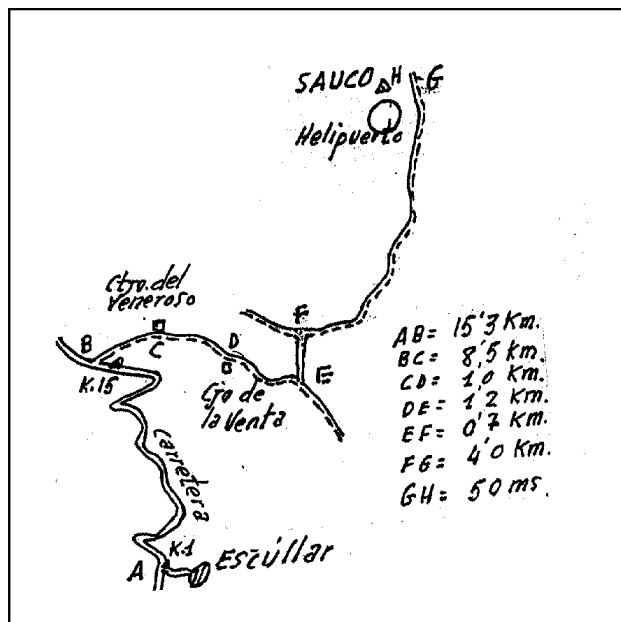 SAUCO H G
Helipuerto
Ctjo. del
Veneroso
B
C
D
F
E
K.15
Cjo de
la Venta
Carretera
K.1
A
Escúllar
AB= 15'3 Km.
BC= 8'5 Km.
CD= 1'0 Km.
DE= 1'2 Km.
EF= 0'7 Km.
FG= 4'0 Km.
GH= 50 ms.